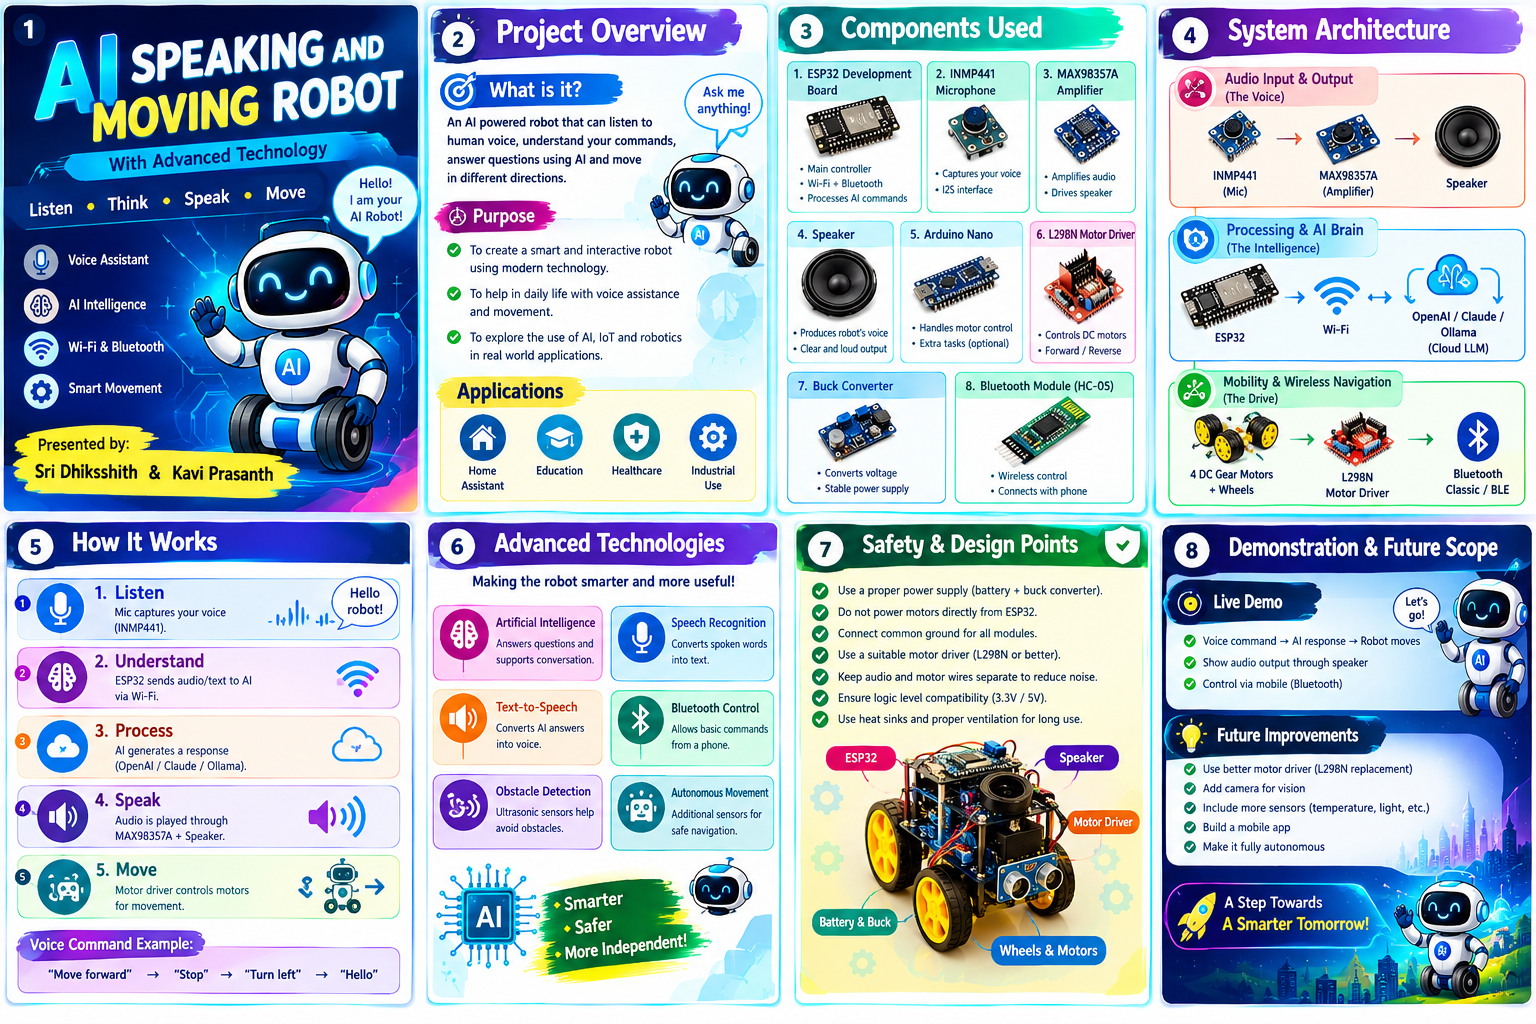 1
AI SPEAKING AND
MOVING ROBOT
With Advanced Technology
Listen • Think • Speak • Move
Hello!
I am your
AI Robot!
Voice Assistant
AI Intelligence
Wi-Fi & Bluetooth
Smart Movement
AI
Presented by:
Sri Dhiksshith & Kavi Prasanth
2 Project Overview
What is it?
Ask me
anything!
An AI powered robot that can listen to
human voice, understand your commands,
answer questions using AI and move
in different directions.
AI
Purpose
To create a smart and interactive robot
using modern technology.
To help in daily life with voice assistance
and movement.
To explore the use of AI, IoT and robotics
in real world applications.
Applications
Home
Assistant
Education
Healthcare
Industrial
Use
3 Components Used
1. ESP32 Development
Board
• Main controller
• Wi-Fi + Bluetooth
• Processes AI commands
2. INMP441
Microphone
• Captures your voice
• I2S interface
3. MAX98357A
Amplifier
• Amplifies audio
• Drives speaker
4. Speaker
• Produces robot's voice
• Clear and loud output
5. Arduino Nano
• Handles motor control
• Extra tasks (optional)
6. L298N Motor Driver
• Controls DC motors
• Forward / Reverse
7. Buck Converter
• Converts voltage
• Stable power supply
8. Bluetooth Module (HC-05)
• Wireless control
• Connects with phone
4 System Architecture
Audio Input & Output
(The Voice)
INMP441
(Mic)
MAX98357A
(Amplifier)
Speaker
Processing & AI Brain
(The Intelligence)
ESP32
Wi-Fi
OpenAI / Claude /
Ollama
(Cloud LLM)
Mobility & Wireless Navigation
(The Drive)
4 DC Gear Motors
+ Wheels
L298N
Motor Driver
Bluetooth
Classic / BLE
5 How It Works
1 1. Listen
Mic captures your voice
(INMP441).
Hello
robot!
2 2. Understand
ESP32 sends audio/text to AI
via Wi-Fi.
3 3. Process
AI generates a response
(OpenAI / Claude / Ollama).
4 4. Speak
Audio is played through
MAX98357A + Speaker.
5 5. Move
Motor driver controls motors
for movement.
Voice Command Example:
"Move forward" → "Stop" → "Turn left" → "Hello"
6 Advanced Technologies
Making the robot smarter and more useful!
Artificial Intelligence
Answers questions and
supports conversation.
Speech Recognition
Converts spoken words
into text.
Text-to-Speech
Converts AI answers
into voice.
Bluetooth Control
Allows basic commands
from a phone.
Obstacle Detection
Ultrasonic sensors help
avoid obstacles.
Autonomous Movement
Additional sensors for
safe navigation.
AI
• Smarter
• Safer
• More Independent!
7 Safety & Design Points
Use a proper power supply (battery + buck converter).
Do not power motors directly from ESP32.
Connect common ground for all modules.
Use a suitable motor driver (L298N or better).
Keep audio and motor wires separate to reduce noise.
Ensure logic level compatibility (3.3V / 5V).
Use heat sinks and proper ventilation for long use.
ESP32
Speaker
Motor Driver
Battery & Buck
Wheels & Motors
8 Demonstration & Future Scope
Live Demo
Let's
go!
Voice command → AI response → Robot moves
Show audio output through speaker
Control via mobile (Bluetooth)
AI
Future Improvements
Use better motor driver (L298N replacement)
Add camera for vision
Include more sensors (temperature, light, etc.)
Build a mobile app
Make it fully autonomous
A Step Towards
A Smarter Tomorrow!